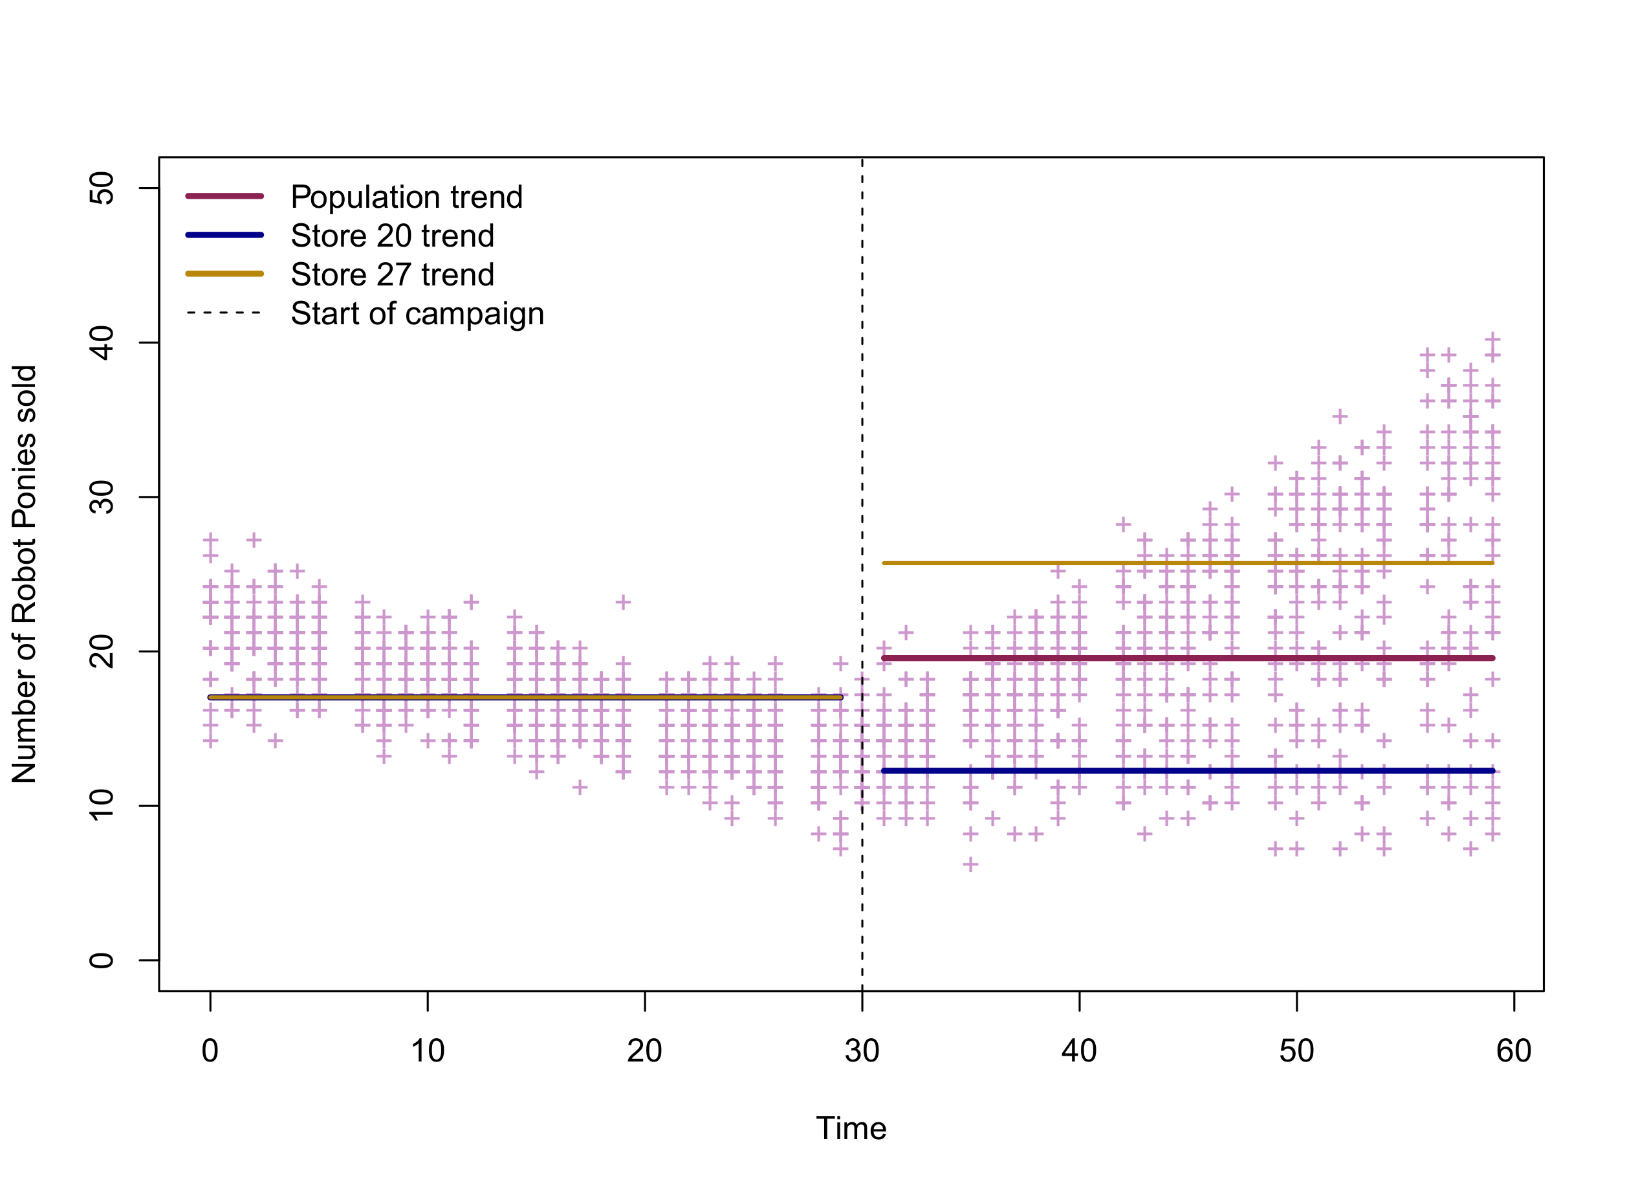 Population trend
Store 20 trend
Store 27 trend
Start of campaign
Number of Robot Ponies sold
50
40
30
20
10
0
0 10 20 30 40 50 60
Time